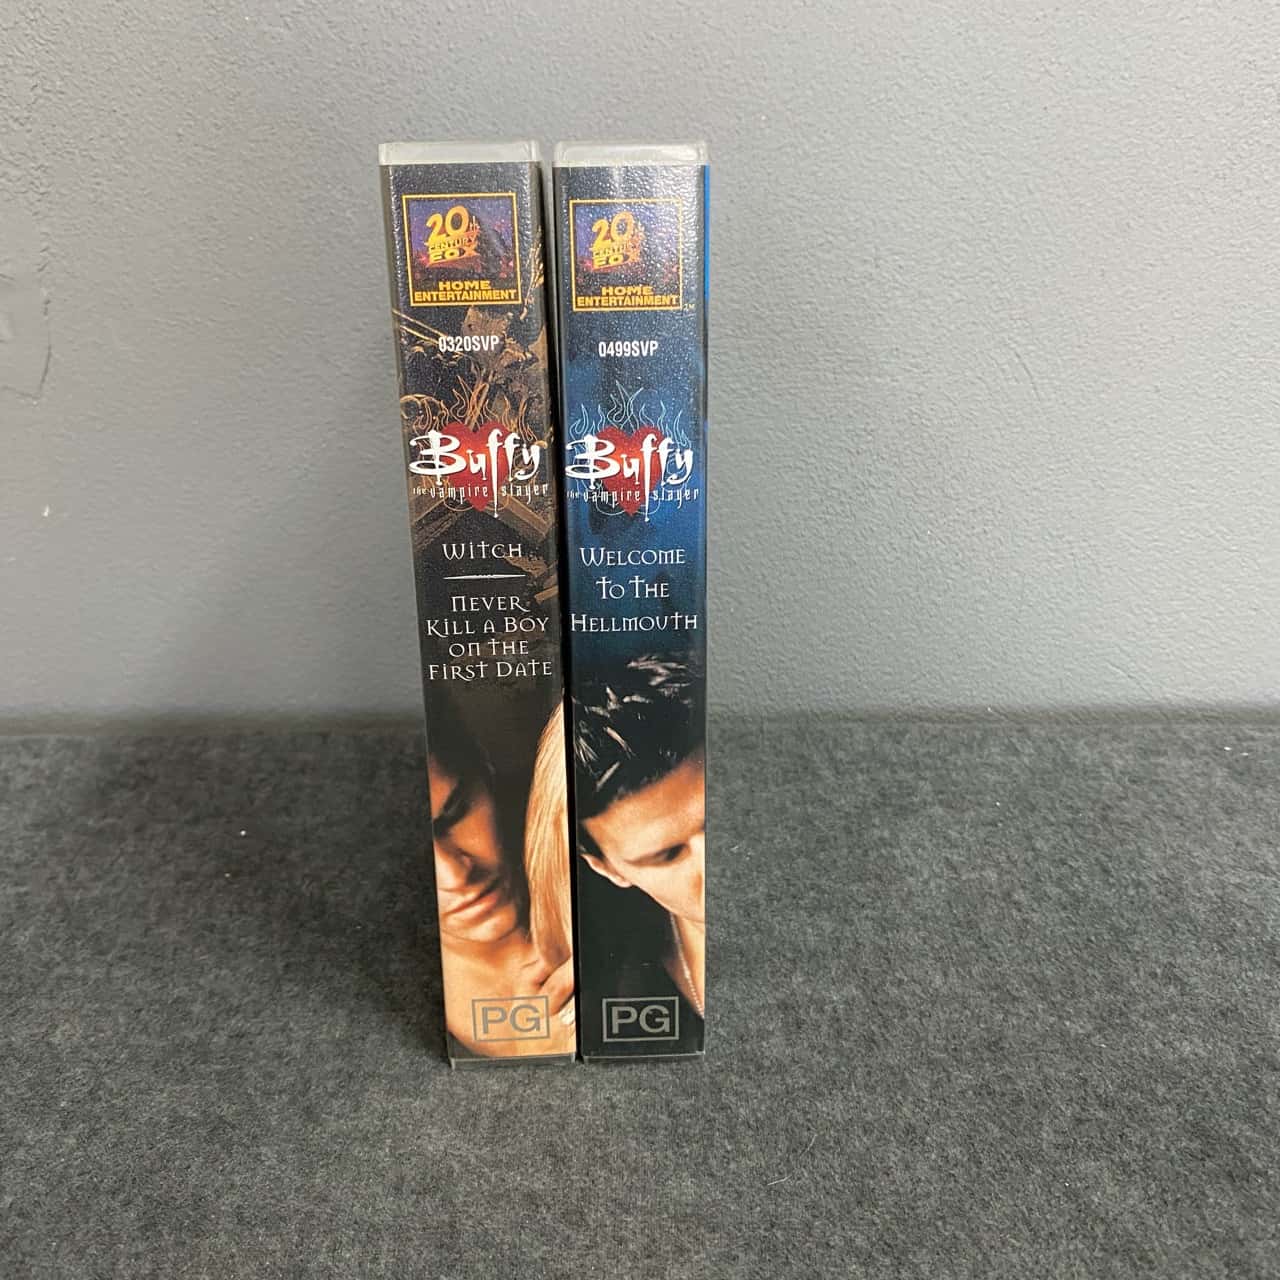 20th
CENTURY
FOX
HOME
ENTERTAINMENT
0320SVP
Buffy
the vampire slayer
WITCH
NEVER
KILL A BOY
ON THE
FIRST DATE
PG
20th
CENTURY
FOX
HOME
ENTERTAINMENT
TM
0499SVP
Buffy
the vampire slayer
WELCOME
TO THE
HELLMOUTH
PG